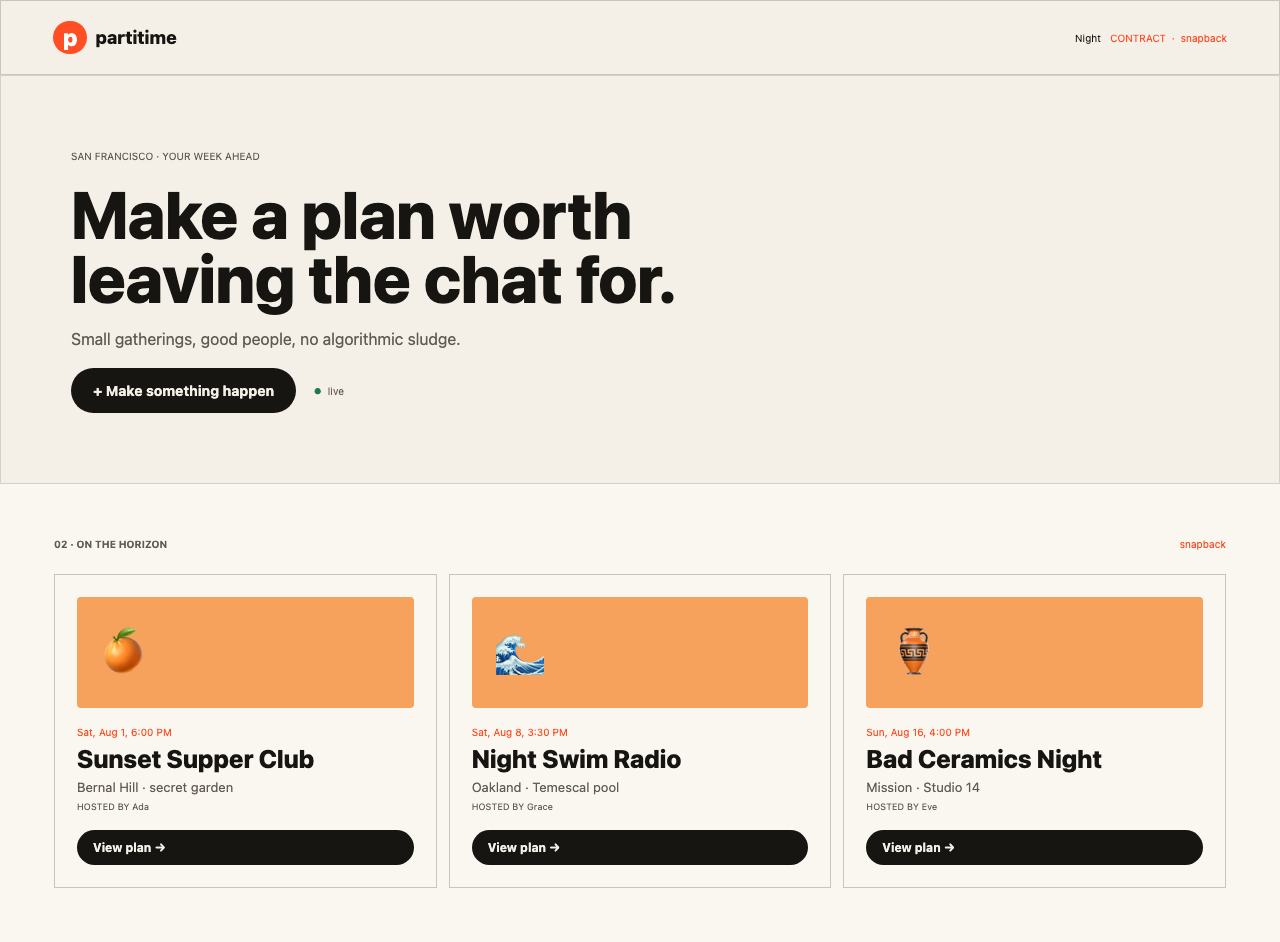 p partitime
Night CONTRACT · snapback
SAN FRANCISCO · YOUR WEEK AHEAD
Make a plan worth
leaving the chat for.
Small gatherings, good people, no algorithmic sludge.
+ Make something happen
live
02 · ON THE HORIZON
snapback
Sat, Aug 1, 6:00 PM
Sunset Supper Club
Bernal Hill · secret garden
HOSTED BY Ada
View plan →
Sat, Aug 8, 3:30 PM
Night Swim Radio
Oakland · Temescal pool
HOSTED BY Grace
View plan →
Sun, Aug 16, 4:00 PM
Bad Ceramics Night
Mission · Studio 14
HOSTED BY Eve
View plan →